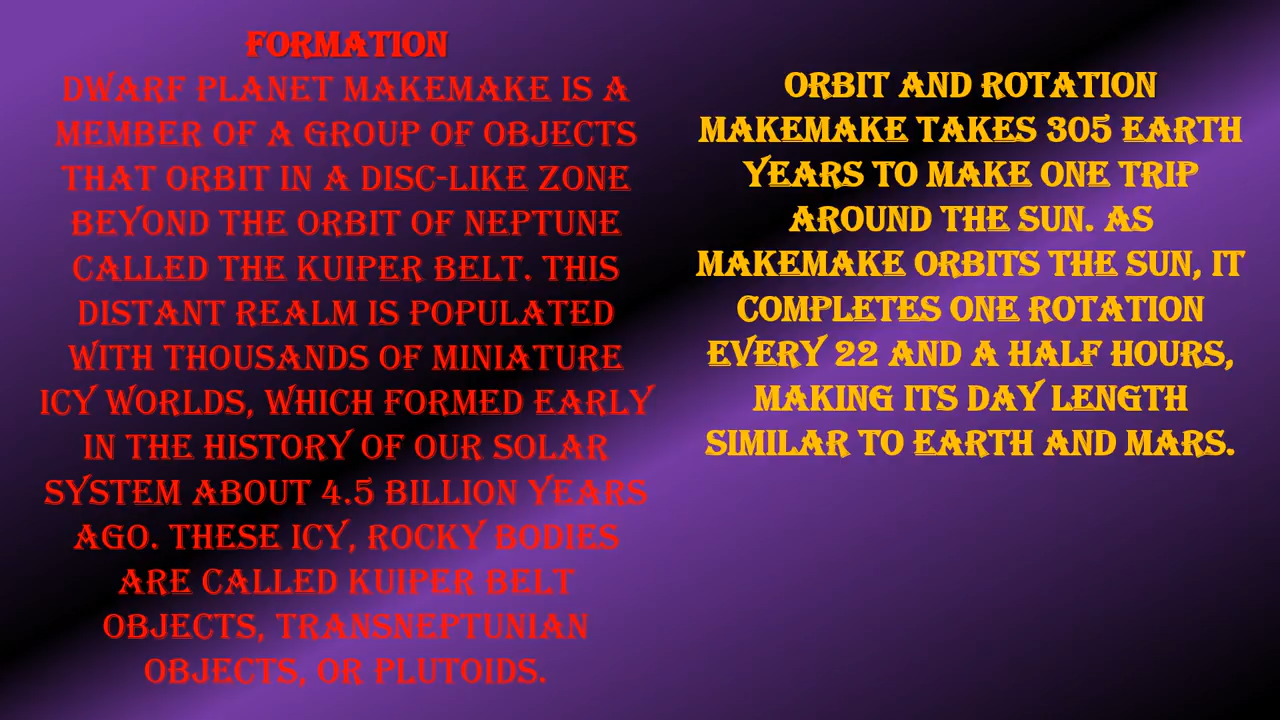 FORMATION
DWARF PLANET MAKEMAKE IS A
MEMBER OF A GROUP OF OBJECTS
THAT ORBIT IN A DISC-LIKE ZONE
BEYOND THE ORBIT OF NEPTUNE
CALLED THE KUIPER BELT. THIS
DISTANT REALM IS POPULATED
WITH THOUSANDS OF MINIATURE
ICY WORLDS, WHICH FORMED EARLY
IN THE HISTORY OF OUR SOLAR
SYSTEM ABOUT 4.5 BILLION YEARS
AGO. THESE ICY, ROCKY BODIES
ARE CALLED KUIPER BELT
OBJECTS, TRANSNEPTUNIAN
OBJECTS, OR PLUTOIDS.
ORBIT AND ROTATION
MAKEMAKE TAKES 305 EARTH
YEARS TO MAKE ONE TRIP
AROUND THE SUN. AS
MAKEMAKE ORBITS THE SUN, IT
COMPLETES ONE ROTATION
EVERY 22 AND A HALF HOURS,
MAKING ITS DAY LENGTH
SIMILAR TO EARTH AND MARS.